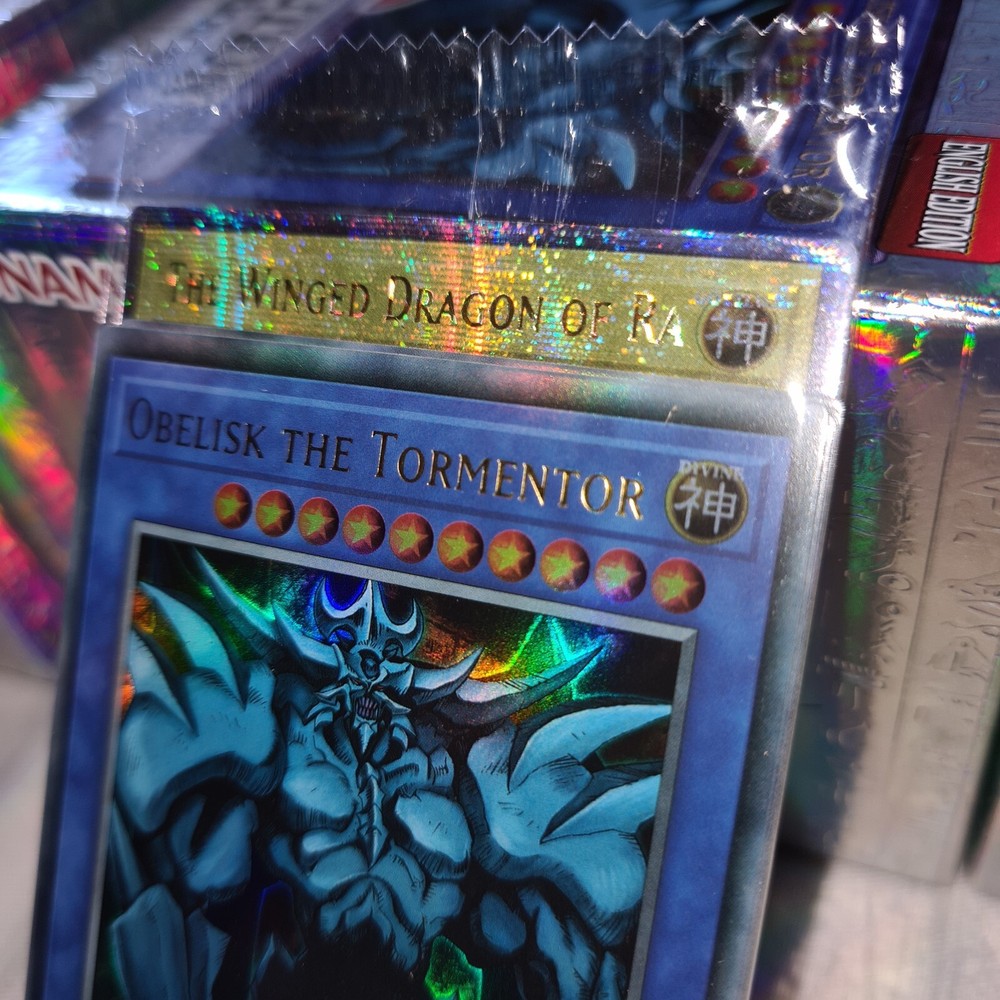 ENGLISH EDITION
The Winged Dragon of Ra
神
Obelisk the Tormentor
DIVINE
神